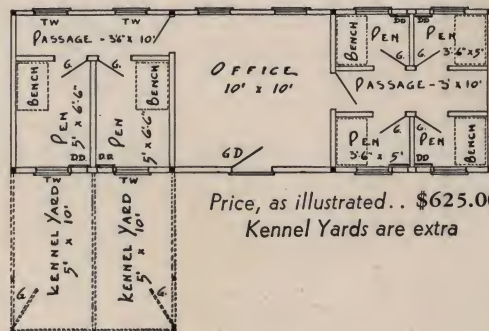 TW TW
PASSAGE - 3'6" X 10'
G. G.
BENCH
BENCH
PEN
5' X 6'6"
PEN
5' X 6'6"
DD DD
TW TW
KENNEL YARD
5' X 10'
KENNEL YARD
5' X 10'
G. G.
OFFICE
10' X 10'
GD
DD DD
BENCH
PEN
PEN
3'6" X 5'
G. G.
PASSAGE - 3' X 10'
G. G.
PEN
3'6" X 5'
PEN
BENCH
DD DD
Price, as illustrated.. $625.00
Kennel Yards are extra